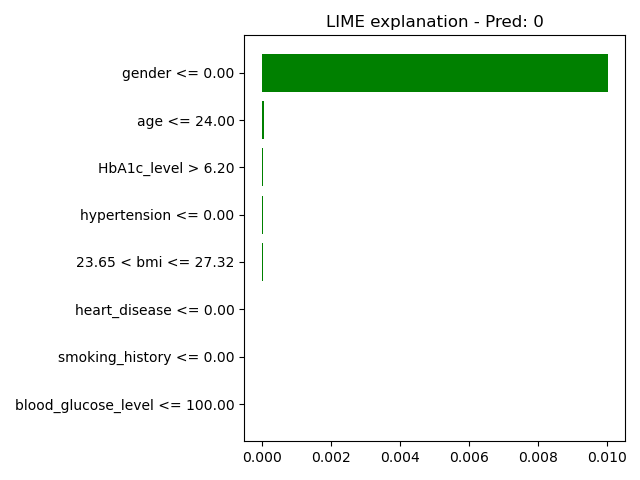 LIME explanation - Pred: 0
gender <= 0.00
age <= 24.00
HbA1c_level > 6.20
hypertension <= 0.00
23.65 < bmi <= 27.32
heart_disease <= 0.00
smoking_history <= 0.00
blood_glucose_level <= 100.00
0.000 0.002 0.004 0.006 0.008 0.010